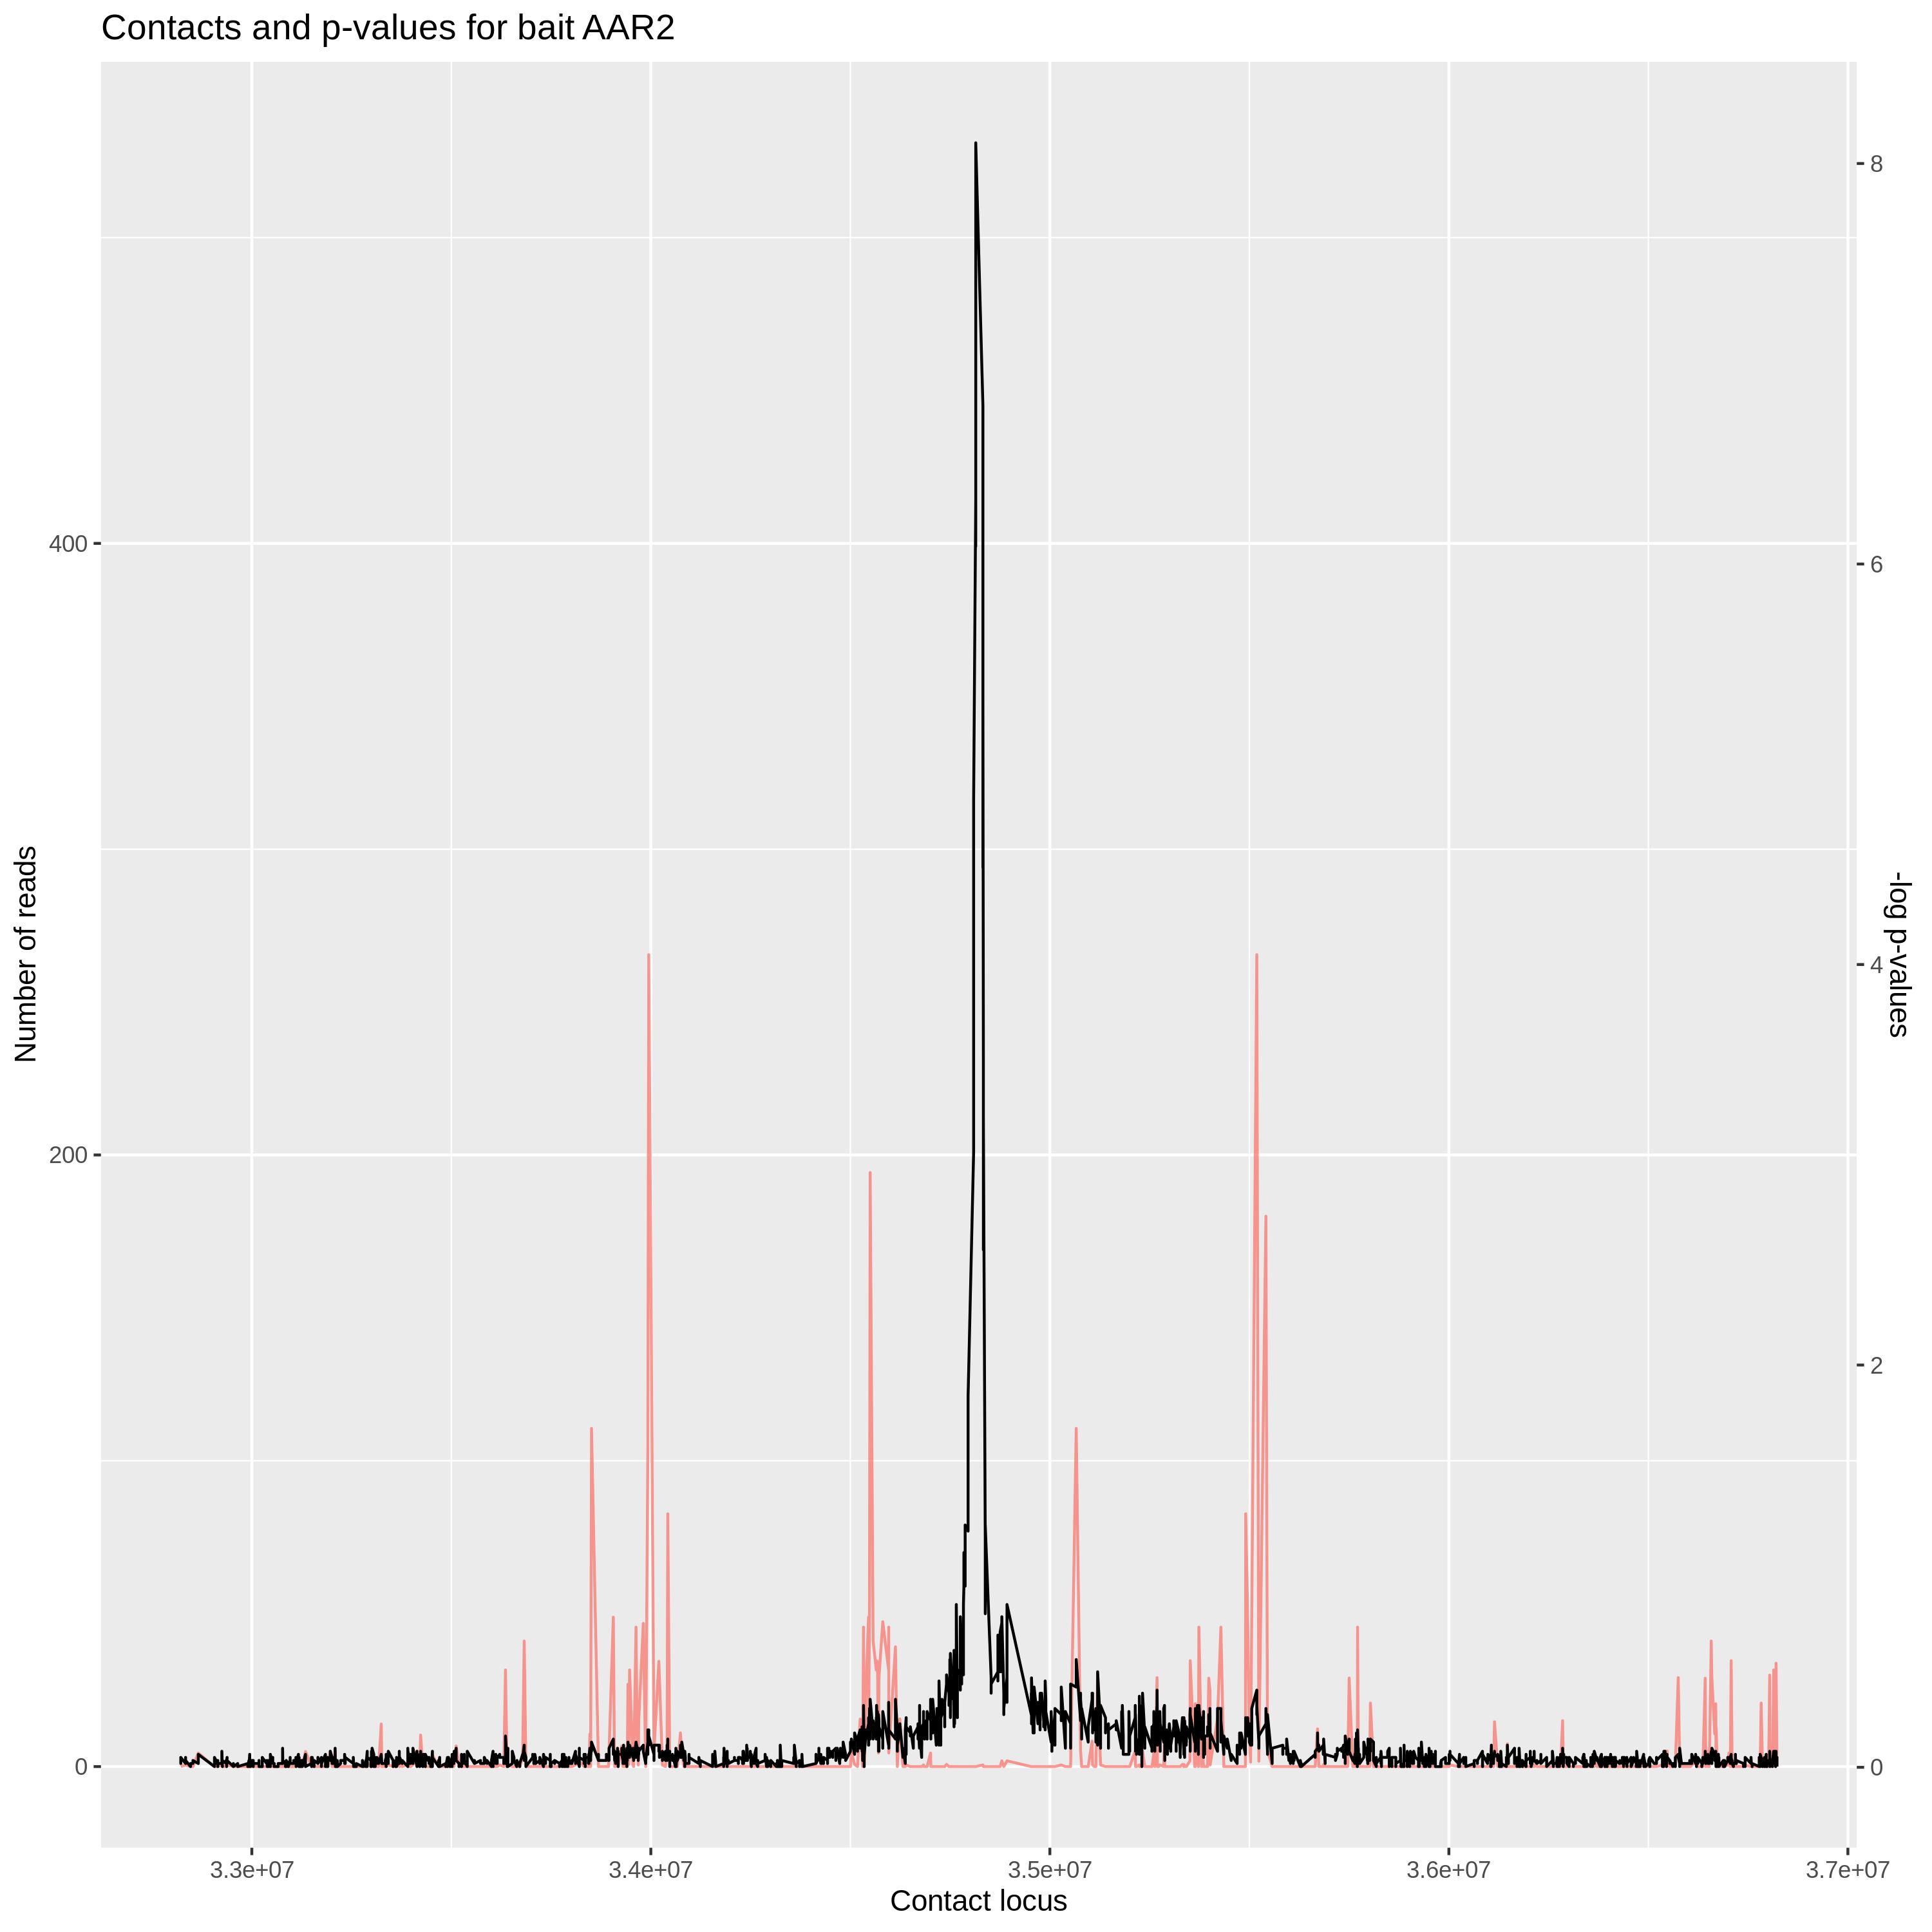 Contacts and p-values for bait AAR2
Number of reads
400
200
0
8
6
4
2
0
-log p-values
3.3e+07
3.4e+07
3.5e+07
3.6e+07
3.7e+07
Contact locus